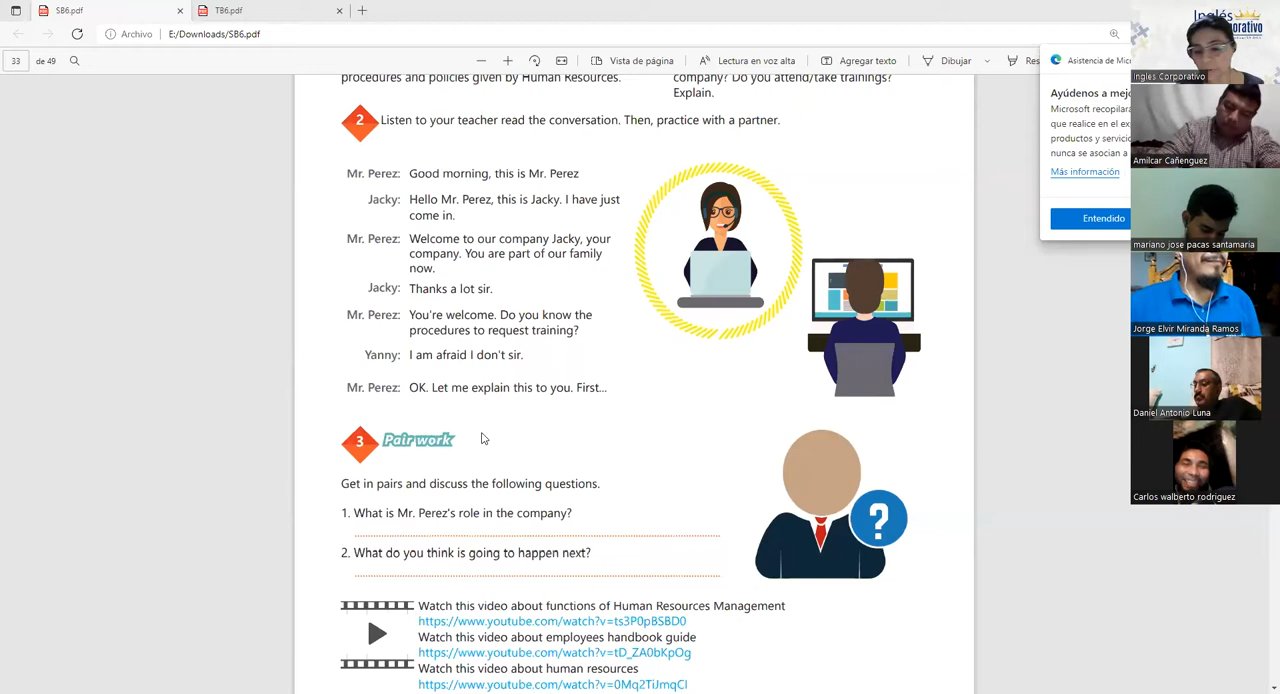 SB6.pdf
TB6.pdf
Archivo
E:/Downloads/SB6.pdf
33
de 49
Vista de página
Lectura en voz alta
Agregar texto
Dibujar
procedures and policies given by Human Resources.
company? Do you attend/take trainings?
Explain.
2
Listen to your teacher read the conversation. Then, practice with a partner.
Mr. Perez: Good morning, this is Mr. Perez
Jacky: Hello Mr. Perez, this is Jacky. I have just
come in.
Mr. Perez: Welcome to our company Jacky, your
company. You are part of our family
now.
Jacky: Thanks a lot sir.
Mr. Perez: You're welcome. Do you know the
procedures to request training?
Yanny: I am afraid I don't sir.
Mr. Perez: OK. Let me explain this to you. First...
3
Pair work
Get in pairs and discuss the following questions.
1. What is Mr. Perez's role in the company?
2. What do you think is going to happen next?
?
Watch this video about functions of Human Resources Management
https://www.youtube.com/watch?v=ts3P0pBSBD0
Watch this video about employees handbook guide
https://www.youtube.com/watch?v=tD_ZA0bKpOg
Watch this video about human resources
https://www.youtube.com/watch?v=0Mq2TiJmqCI
Asistencia de Mic
Ayúdenos a mejo
Microsoft recopilará
que realice en el ex
productos y servicio
nunca se asocian a
Más información
Entendido
Inglés
Ingles Corporativo
Amilcar Cañenguez
mariano jose pacas santamaria
Jorge Elvir Miranda Ramos
Daniel Antonio Luna
Carlos walberto rodriguez